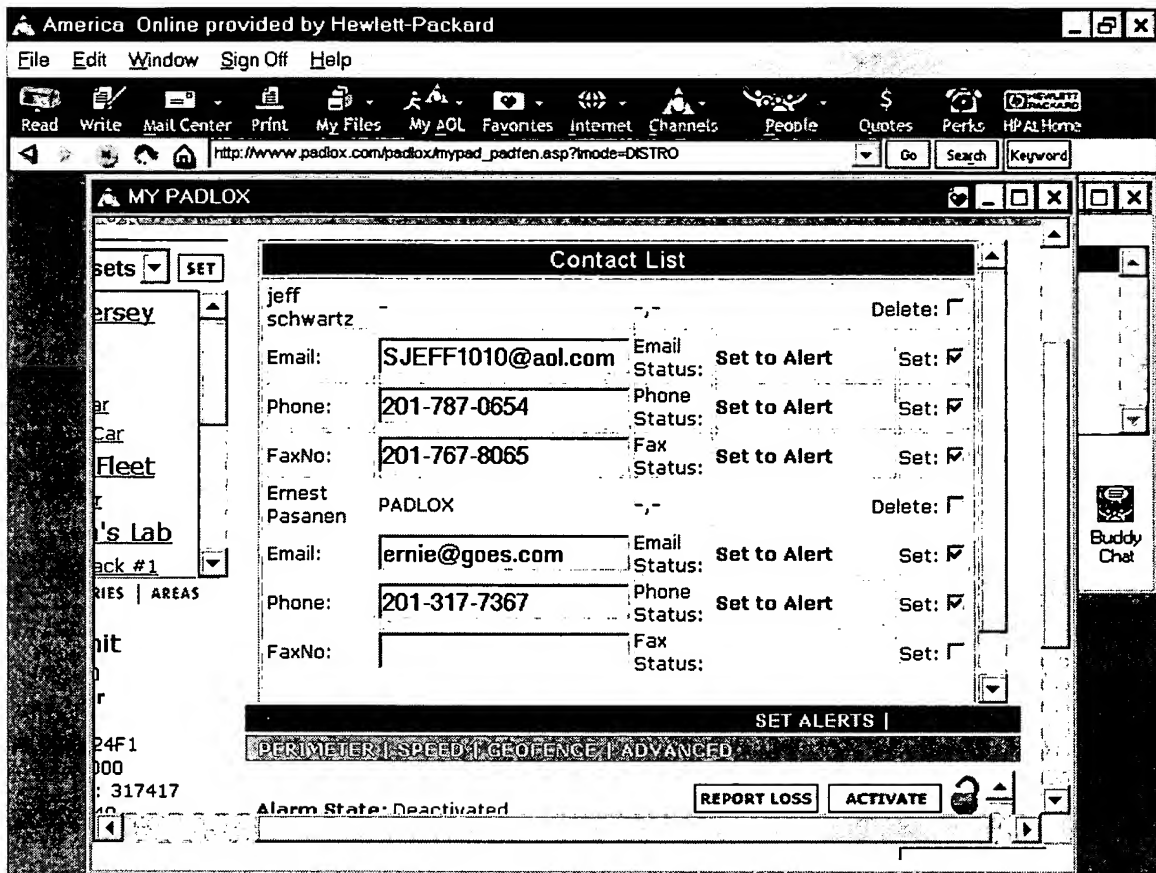 America Online provided by Hewlett-Packard
File Edit Window Sign Off Help
Read Write Mail Center Print My Files My AOL Favorites Internet Channels People Quotes Perks HP At Home
HEWLETT PACKARD
http://www.padlox.com/padlox/mypad_padfen.asp?imode=DISTRO Go Search Keyword
MY PADLOX
sets SET
ersey
ar
Car
Fleet
r
's Lab
ack #1
RIES | AREAS
nit
r
24F1
000
: 317417
Contact List
jeff schwartz - -,- Delete:
Email: SJEFF1010@aol.com Email Status: Set to Alert Set:
Phone: 201-787-0654 Phone Status: Set to Alert Set:
FaxNo: 201-767-8065 Fax Status: Set to Alert Set:
Ernest Pasanen PADLOX -,- Delete:
Email: ernie@goes.com Email Status: Set to Alert Set:
Phone: 201-317-7367 Phone Status: Set to Alert Set:
FaxNo: Fax Status: Set:
SET ALERTS |
PERIMETER | SPEED | GEOFENCE | ADVANCED
Alarm State: Deactivated REPORT LOSS ACTIVATE
Buddy Chat